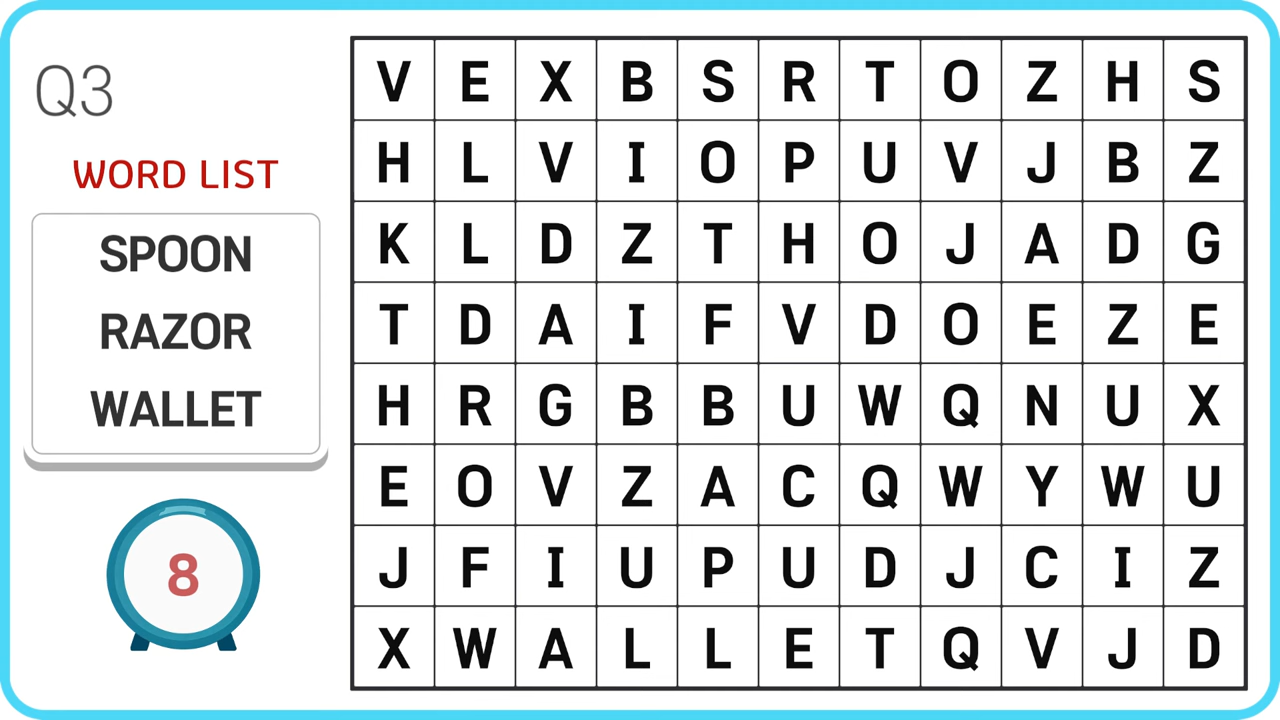 Q3
WORD LIST
SPOON
RAZOR
WALLET
8
V E X B S R T O Z H S
H L V I O P U V J B Z
K L D Z T H O J A D G
T D A I F V D O E Z E
H R G B B U W Q N U X
E O V Z A C Q W Y W U
J F I U P U D J C I Z
X W A L L E T Q V J D